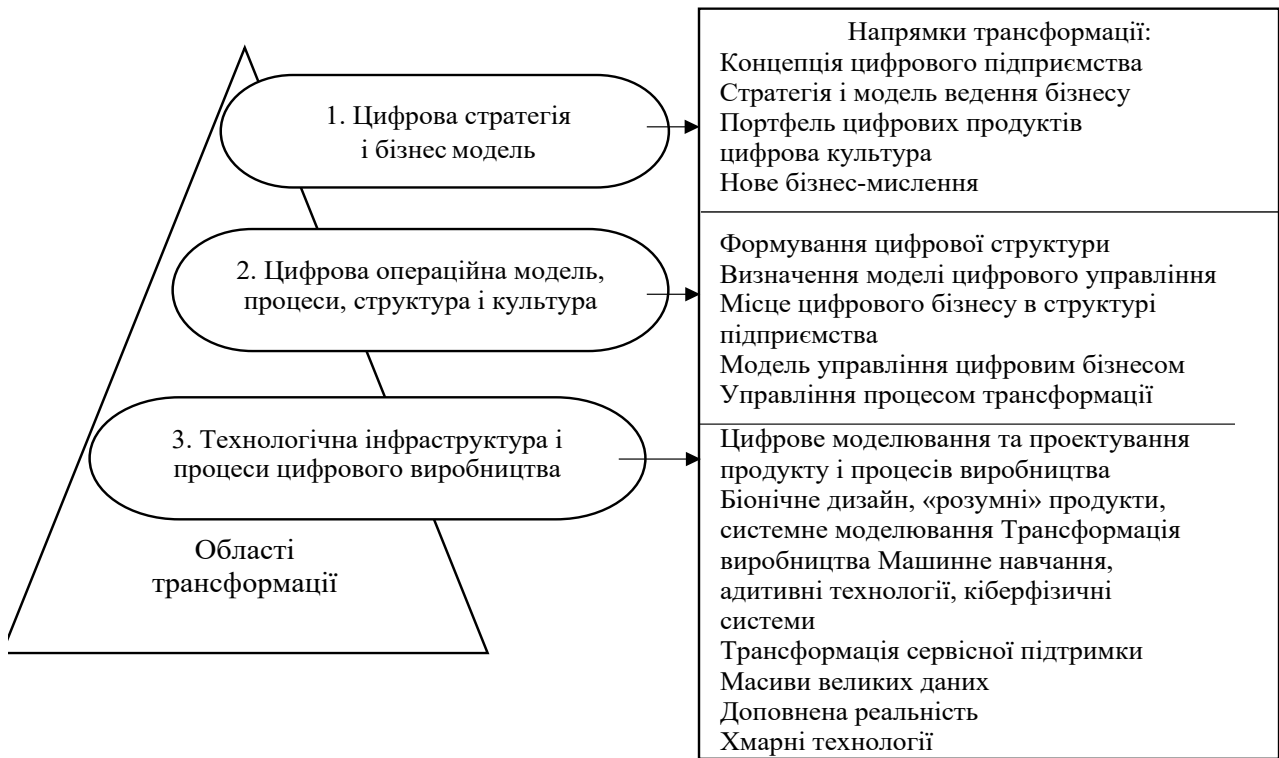 1. Цифрова стратегія
і бізнес модель
2. Цифрова операційна модель,
процеси, структура і культура
3. Технологічна інфраструктура і
процеси цифрового виробництва
Області
трансформації
Напрямки трансформації:
Концепція цифрового підприємства
Стратегія і модель ведення бізнесу
Портфель цифрових продуктів
цифрова культура
Нове бізнес-мислення
Формування цифрової структури
Визначення моделі цифрового управління
Місце цифрового бізнесу в структурі
підприємства
Модель управління цифровим бізнесом
Управління процесом трансформації
Цифрове моделювання та проектування
продукту і процесів виробництва
Біонічне дизайн, «розумні» продукти,
системне моделювання Трансформація
виробництва Машинне навчання,
адитивні технології, кіберфізичні
системи
Трансформація сервісної підтримки
Масиви великих даних
Доповнена реальність
Хмарні технології